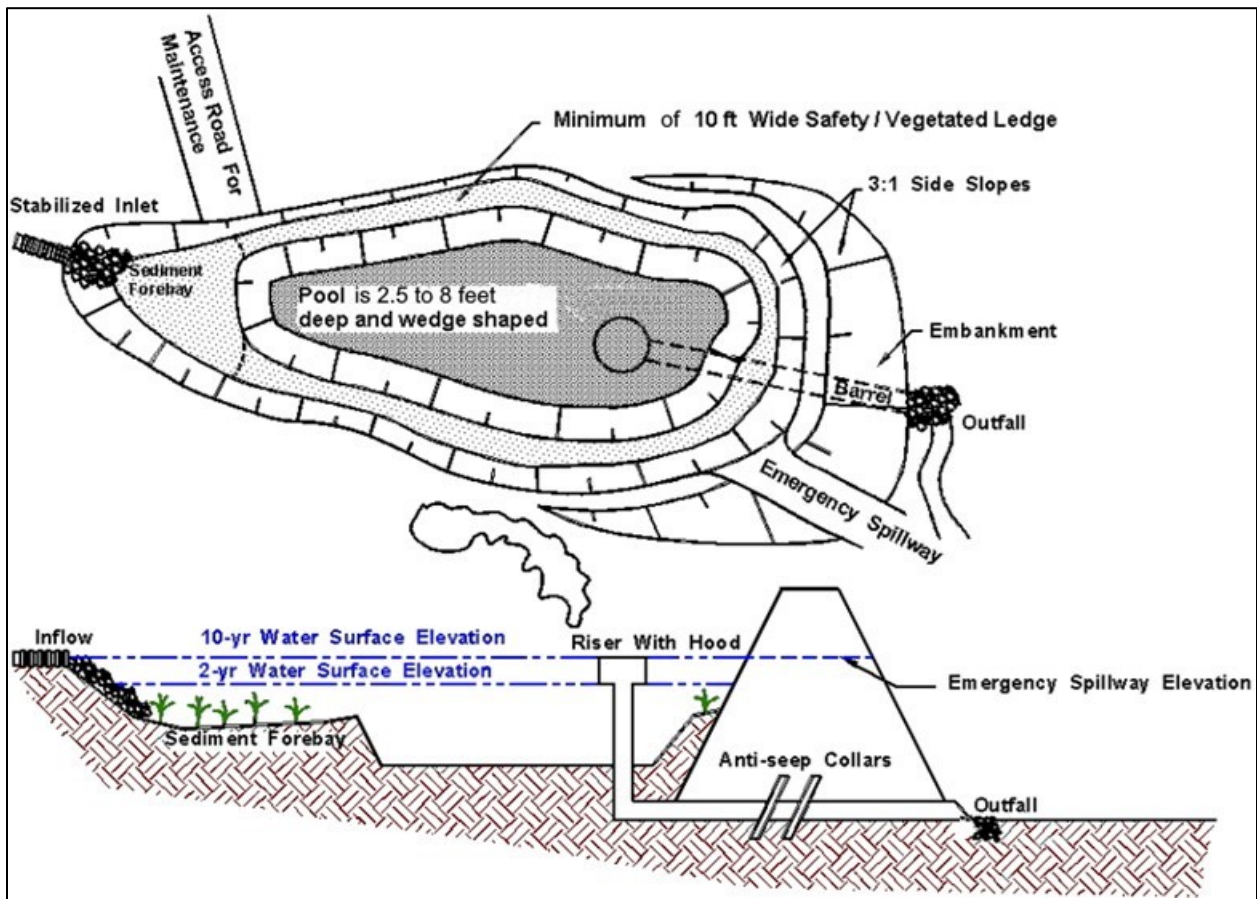 Access Road For
Maintenance
Minimum of 10 ft Wide Safety / Vegetated Ledge
3:1 Side Slopes
Stabilized Inlet
Sediment
Forebay
Pool is 2.5 to 8 feet
deep and wedge shaped
Embankment
Barrel
Outfall
Emergency Spillway
Inflow
10-yr Water Surface Elevation
Riser With Hood
2-yr Water Surface Elevation
Emergency Spillway Elevation
Sediment Forebay
Anti-seep Collars
Outfall